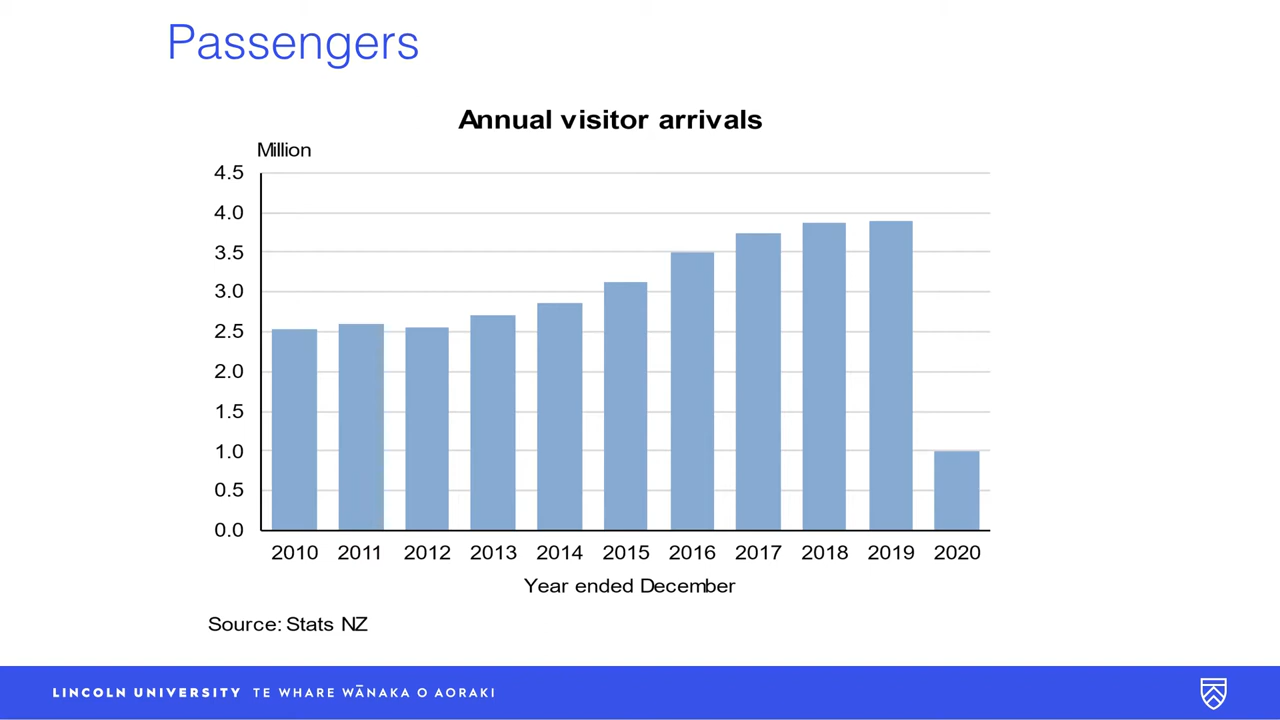 Passengers
Annual visitor arrivals
Million
4.5
4.0
3.5
3.0
2.5
2.0
1.5
1.0
0.5
0.0
2010 2011 2012 2013 2014 2015 2016 2017 2018 2019 2020
Year ended December
Source: Stats NZ
LINCOLN UNIVERSITY TE WHARE WĀNAKA O AORAKI